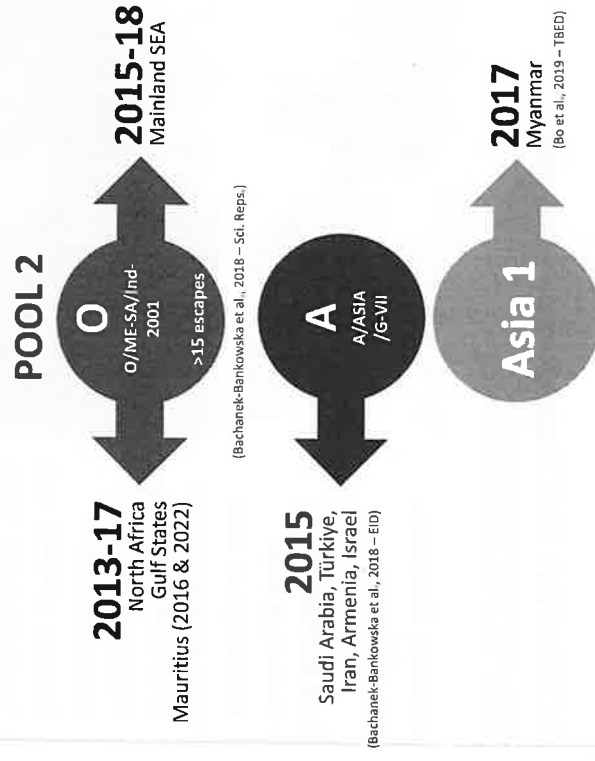 POOL 2
2013-17
North Africa
Gulf States
Mauritius (2016 & 2022)
O
O/ME-SA/Ind-
2001
>15 escapes
2015-18
Mainland SEA
(Bachanek-Bankowska et al., 2018 – Sci. Reps.)
2015
Saudi Arabia, Türkiye,
Iran, Armenia, Israel
(Bachanek-Bankowska et al., 2018 – EID)
A
A/ASIA
/G-VII
Asia 1
2017
Myanmar
(Bo et al., 2019 – TBED)